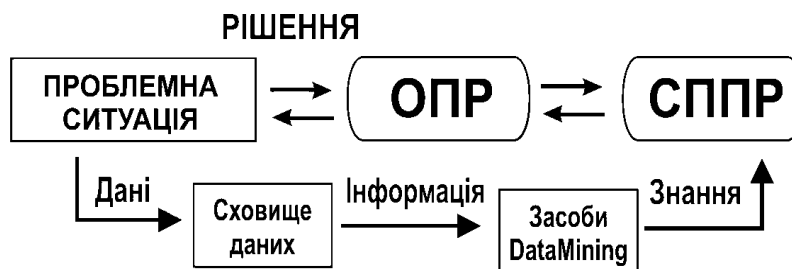 РІШЕННЯ
ПРОБЛЕМНА
СИТУАЦІЯ
ОПР
СППР
Дані
Сховище
даних
Інформація
Засоби
DataMining
Знання